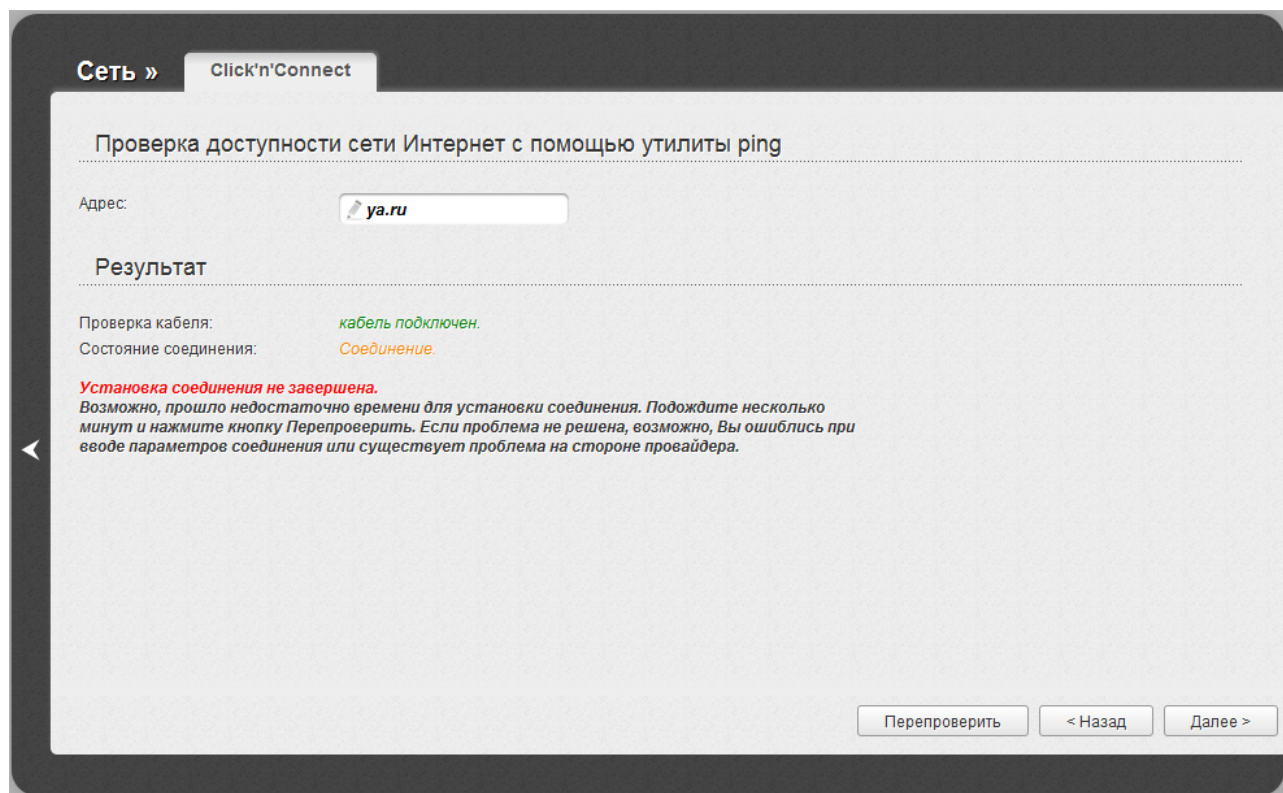 Сеть »
Click'n'Connect
Проверка доступности сети Интернет с помощью утилиты ping
Адрес:
ya.ru
Результат
Проверка кабеля:
кабель подключен.
Состояние соединения:
Соединение.
Установка соединения не завершена.
Возможно, прошло недостаточно времени для установки соединения. Подождите несколько
минут и нажмите кнопку Перепроверить. Если проблема не решена, возможно, Вы ошиблись при
вводе параметров соединения или существует проблема на стороне провайдера.
Перепроверить
< Назад
Далее >